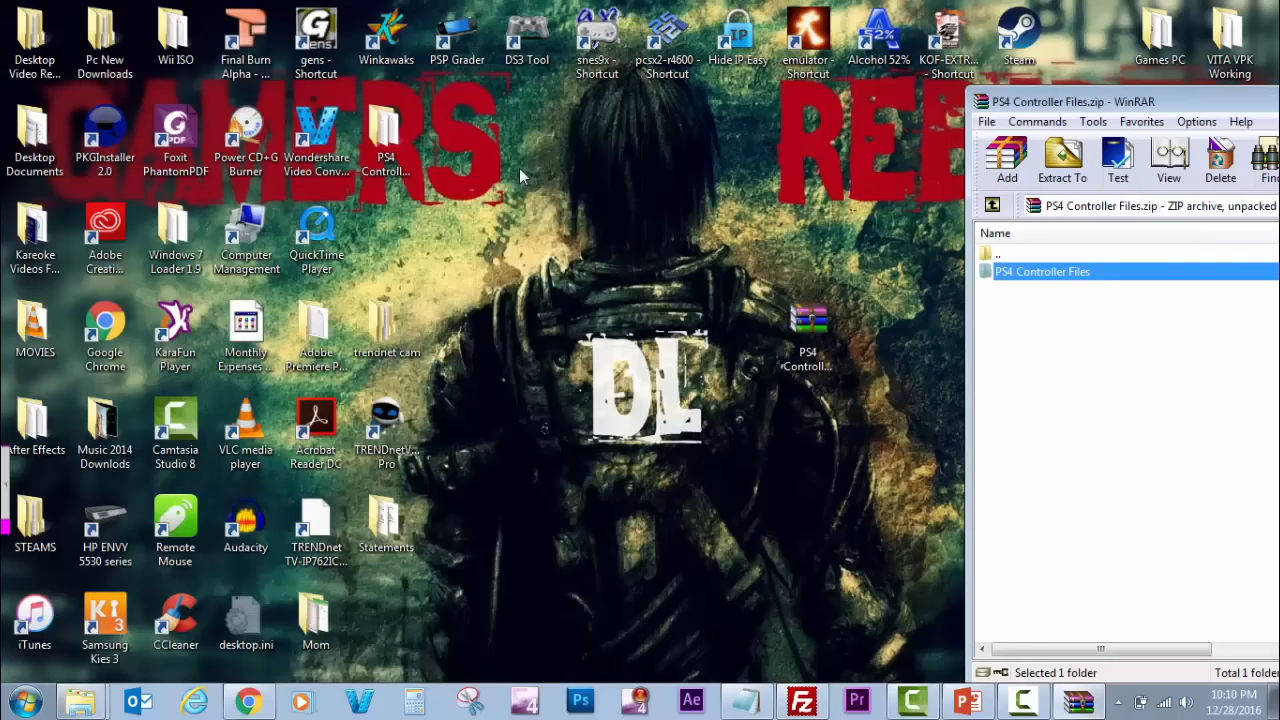 Desktop
Video Re...
Pc New
Downloads
Wii ISO
Final Burn
Alpha - ...
gens -
Shortcut
Winkawaks
PSP Grader
DS3 Tool
snes9x -
Shortcut
pcsx2-r4600 -
Shortcut
Hide IP Easy
emulator -
Shortcut
Alcohol 52%
KOF-EXTR...
- Shortcut
Steam
Games PC
VITA VPK
Working
GAMERS
REE
Desktop
Documents
PKGInstaller
2.0
Foxit
PhantomPDF
Power CD+G
Burner
Wondershare
Video Conv...
PS4
Controll...
Kareoke
Videos F...
Adobe
Creati...
Windows 7
Loader 1.9
Computer
Management
QuickTime
Player
MOVIES
Google
Chrome
KaraFun
Player
Monthly
Expenses ...
Adobe
Premiere P...
trendnet cam
After Effects
Music 2014
Downlods
Camtasia
Studio 8
VLC media
player
Acrobat
Reader DC
TRENDnetV...
Pro
STEAMS
HP ENVY
5530 series
Remote
Mouse
Audacity
TRENDnet
TV-IP762IC...
Statements
iTunes
Samsung
Kies 3
CCleaner
desktop.ini
Mom
DL
PS4
Controll...
PS4 Controller Files.zip - WinRAR
File Commands Tools Favorites Options Help
Add Extract To Test View Delete Find
PS4 Controller Files.zip - ZIP archive, unpacked
Name
..
PS4 Controller Files
Selected 1 folder Total 1 folder
10:10 PM
12/28/2016